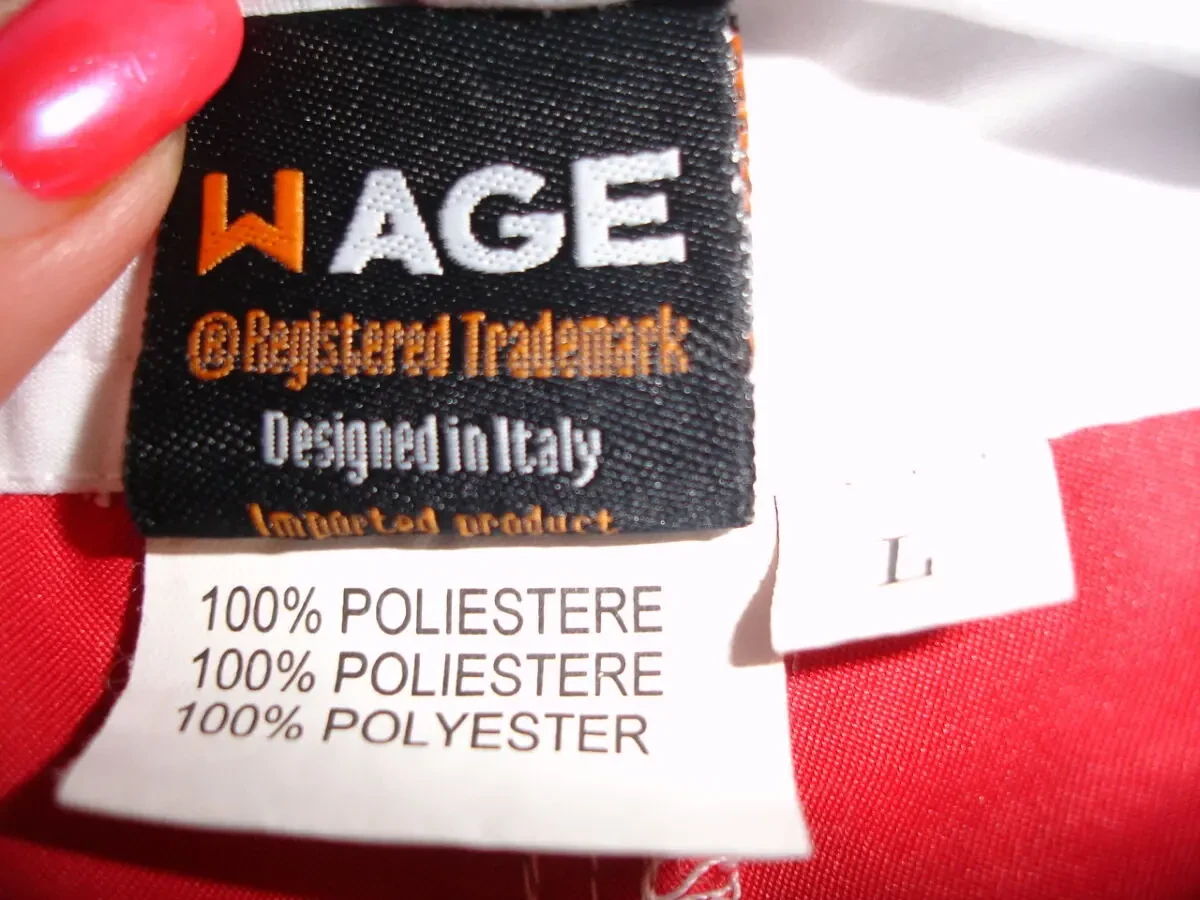 WAGE
® Registered Trademark
Designed in Italy
Imported product
100% POLIESTERE
100% POLIESTERE
100% POLYESTER
L